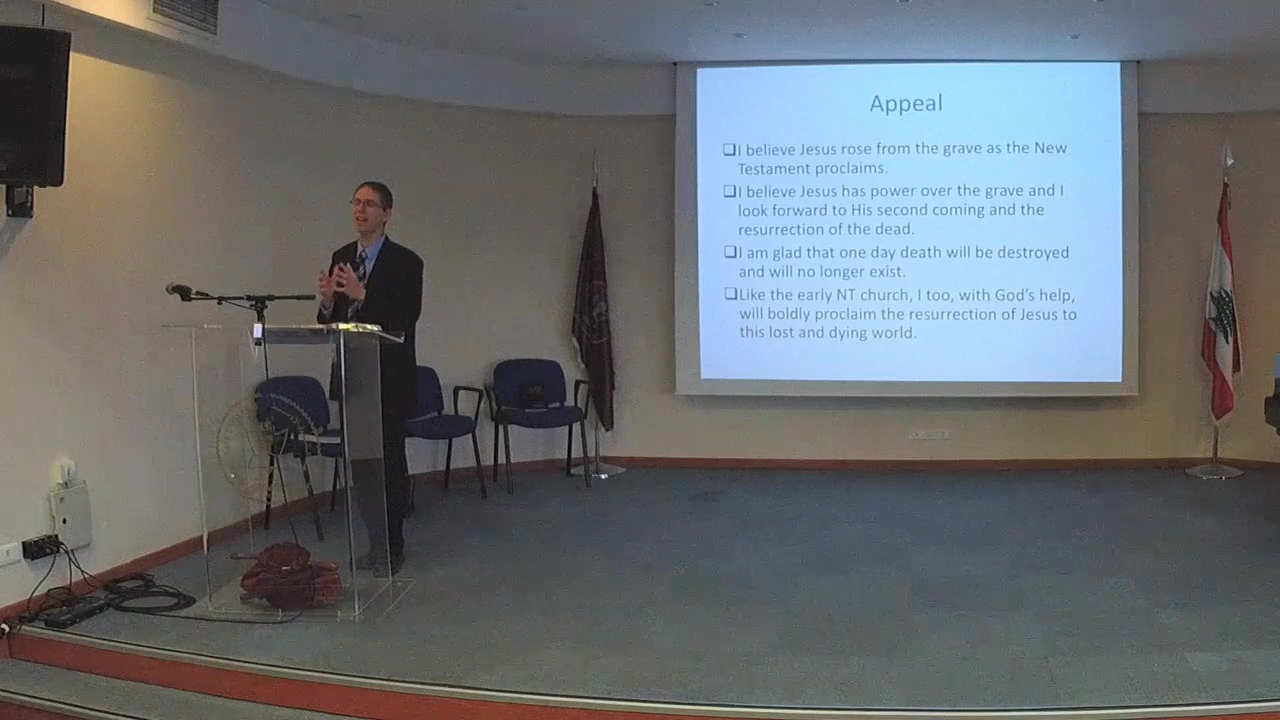 Appeal
❑I believe Jesus rose from the grave as the New
Testament proclaims.
❑I believe Jesus has power over the grave and I
look forward to His second coming and the
resurrection of the dead.
❑I am glad that one day death will be destroyed
and will no longer exist.
❑Like the early NT church, I too, with God's help,
will boldly proclaim the resurrection of Jesus to
this lost and dying world.